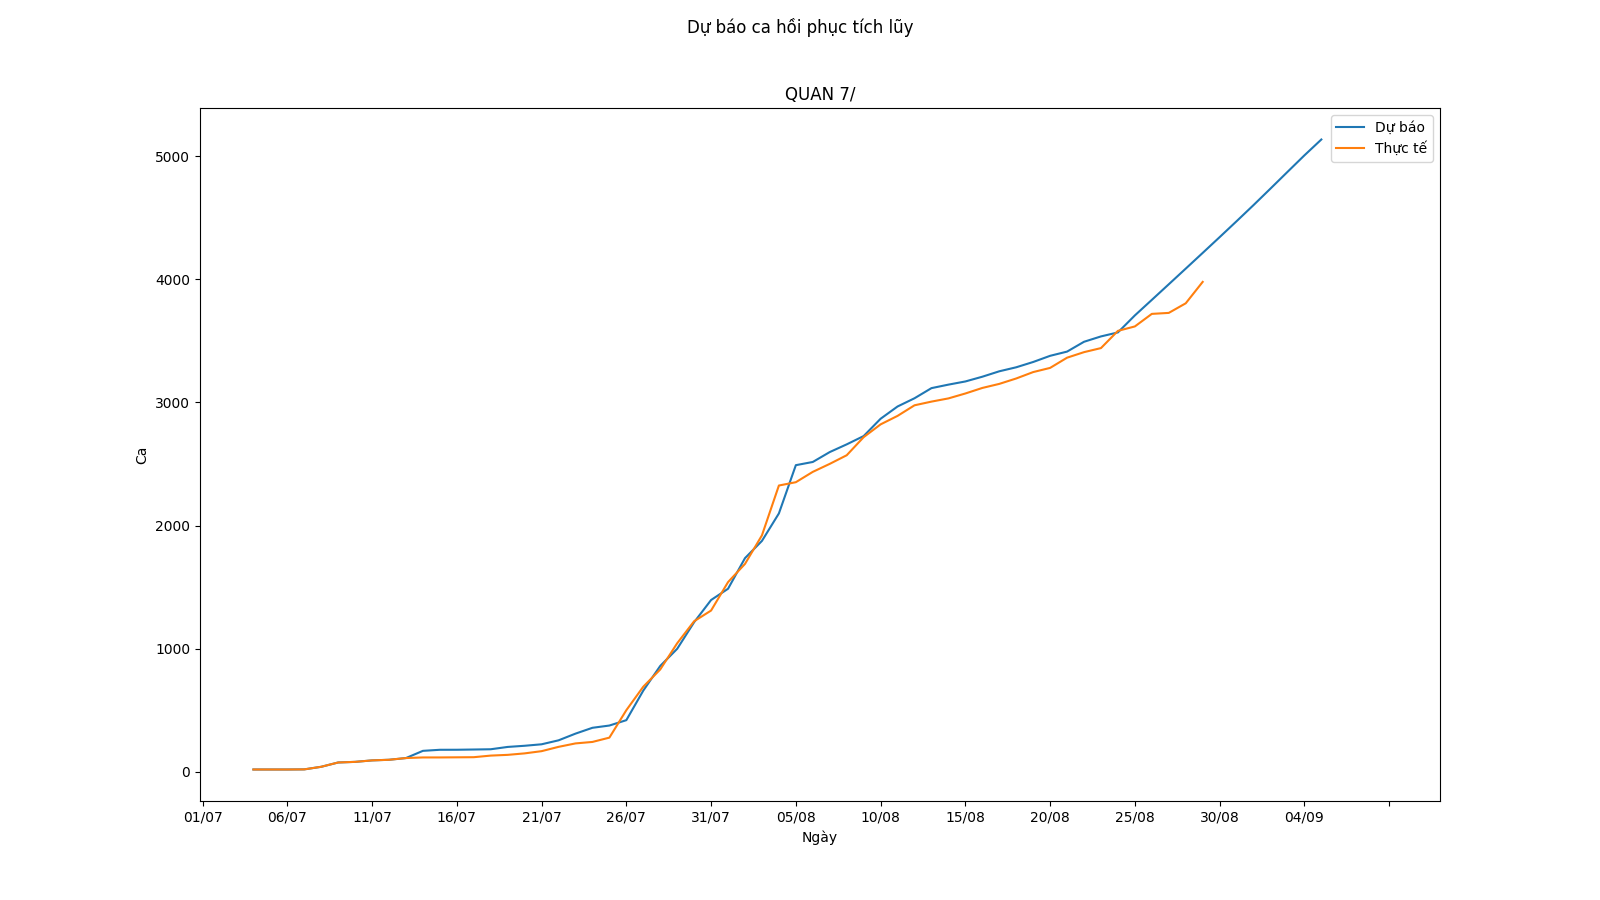 Dự báo ca hồi phục tích lũy
QUAN 7/
Dự báo
Thực tế
5000
4000
3000
2000
1000
0
Ca
01/07 06/07 11/07 16/07 21/07 26/07 31/07 05/08 10/08 15/08 20/08 25/08 30/08 04/09
Ngày